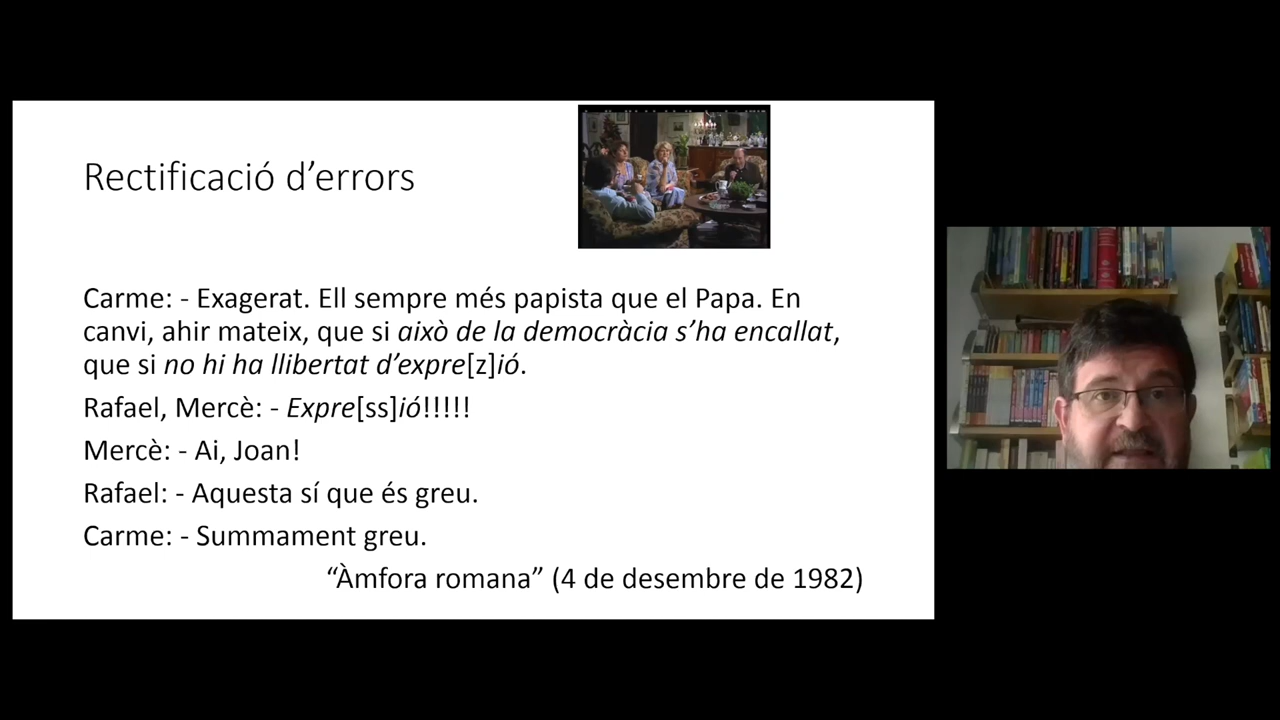 Rectificació d’errors
Carme: - Exagerat. Ell sempre més papista que el Papa. En
canvi, ahir mateix, que si això de la democràcia s’ha encallat,
que si no hi ha llibertat d’expre[z]ió.
Rafael, Mercè: - Expre[ss]ió!!!!!
Mercè: - Ai, Joan!
Rafael: - Aquesta sí que és greu.
Carme: - Summament greu.
“Àmfora romana” (4 de desembre de 1982)